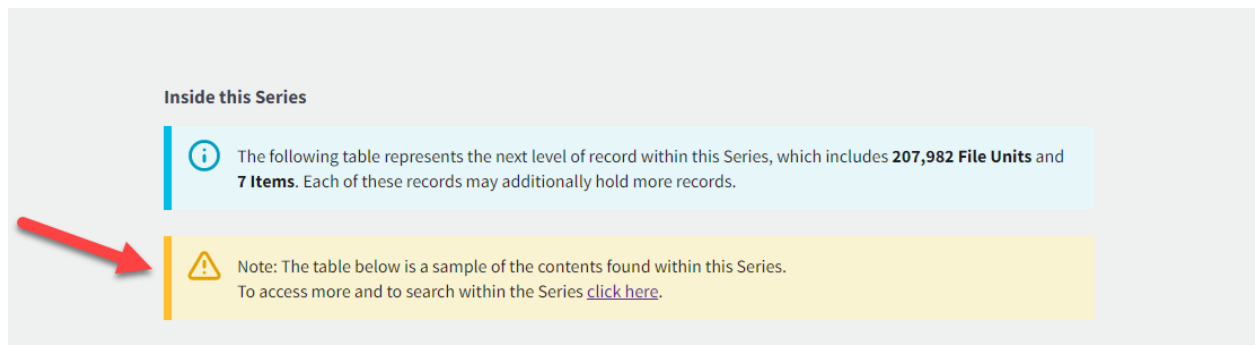 Inside this Series
The following table represents the next level of record within this Series, which includes 207,982 File Units and
7 Items. Each of these records may additionally hold more records.
Note: The table below is a sample of the contents found within this Series.
To access more and to search within the Series click here.